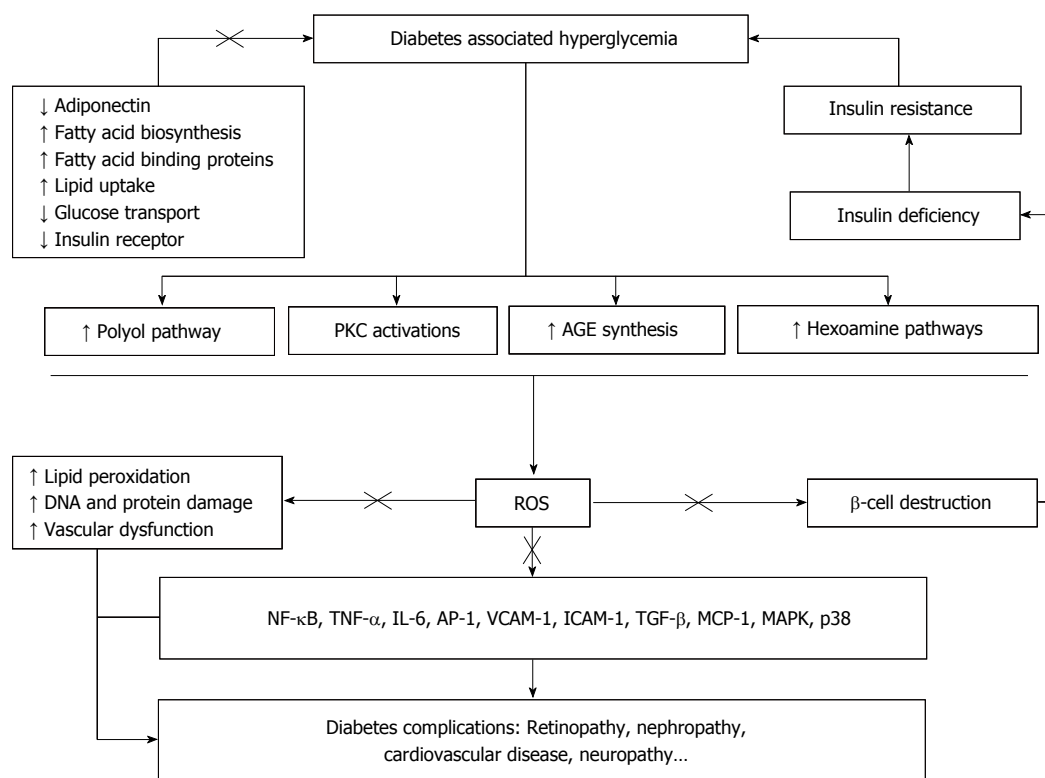 Diabetes associated hyperglycemia
↓ Adiponectin
↑ Fatty acid biosynthesis
↑ Fatty acid binding proteins
↑ Lipid uptake
↓ Glucose transport
↓ Insulin receptor
Insulin resistance
Insulin deficiency
↑ Polyol pathway
PKC activations
↑ AGE synthesis
↑ Hexoamine pathways
↑ Lipid peroxidation
↑ DNA and protein damage
↑ Vascular dysfunction
ROS
β-cell destruction
NF-κB, TNF-α, IL-6, AP-1, VCAM-1, ICAM-1, TGF-β, MCP-1, MAPK, p38
Diabetes complications: Retinopathy, nephropathy,
cardiovascular disease, neuropathy…